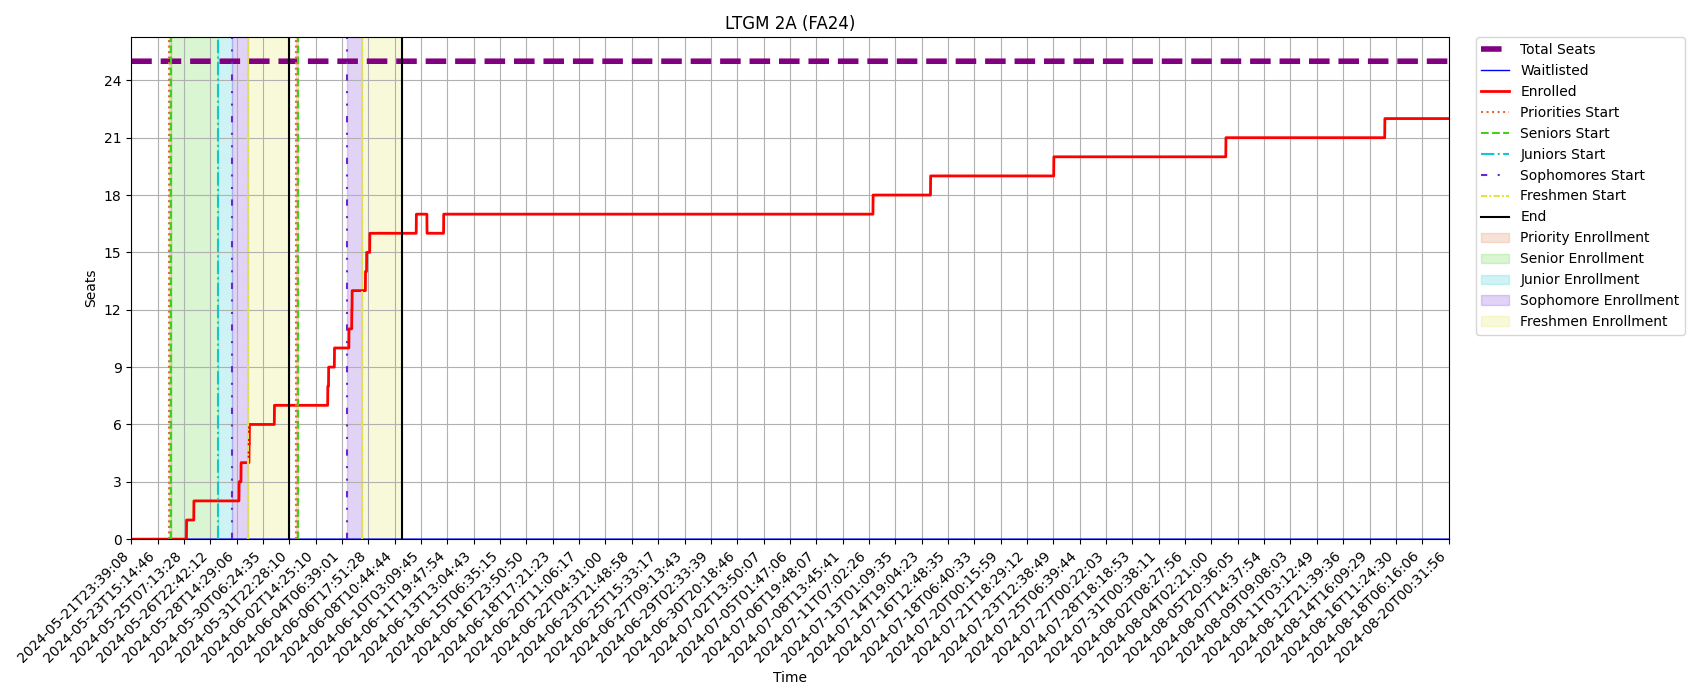 LTGM 2A (FA24)
Total Seats
Waitlisted
Enrolled
Priorities Start
Seniors Start
Juniors Start
Sophomores Start
Freshmen Start
End
Priority Enrollment
Senior Enrollment
Junior Enrollment
Sophomore Enrollment
Freshmen Enrollment
Seats
24
21
18
15
12
9
6
3
0
2024-05-21T23:39:08
2024-05-23T15:14:46
2024-05-25T07:13:28
2024-05-26T22:42:12
2024-05-28T14:29:06
2024-05-30T06:24:35
2024-05-31T22:28:10
2024-06-02T14:25:10
2024-06-04T06:39:01
2024-06-06T17:51:28
2024-06-08T10:44:44
2024-06-10T03:09:45
2024-06-11T19:47:54
2024-06-13T13:04:43
2024-06-15T06:35:15
2024-06-16T23:50:50
2024-06-18T17:21:23
2024-06-20T11:06:17
2024-06-22T04:31:00
2024-06-23T21:48:58
2024-06-25T15:33:17
2024-06-27T09:13:43
2024-06-29T02:33:39
2024-06-30T20:18:46
2024-07-02T13:50:07
2024-07-05T01:47:06
2024-07-06T19:48:07
2024-07-08T13:45:41
2024-07-11T07:02:26
2024-07-13T01:09:35
2024-07-14T19:04:23
2024-07-16T12:48:35
2024-07-18T06:40:33
2024-07-20T00:15:59
2024-07-21T18:29:12
2024-07-23T12:38:49
2024-07-25T06:39:44
2024-07-27T00:22:03
2024-07-28T18:18:53
2024-07-31T00:38:11
2024-08-02T08:27:56
2024-08-04T02:21:00
2024-08-05T20:36:05
2024-08-07T14:37:54
2024-08-09T09:08:03
2024-08-11T03:12:49
2024-08-12T21:39:36
2024-08-14T16:09:29
2024-08-16T11:24:30
2024-08-18T06:16:06
2024-08-20T00:31:56
Time